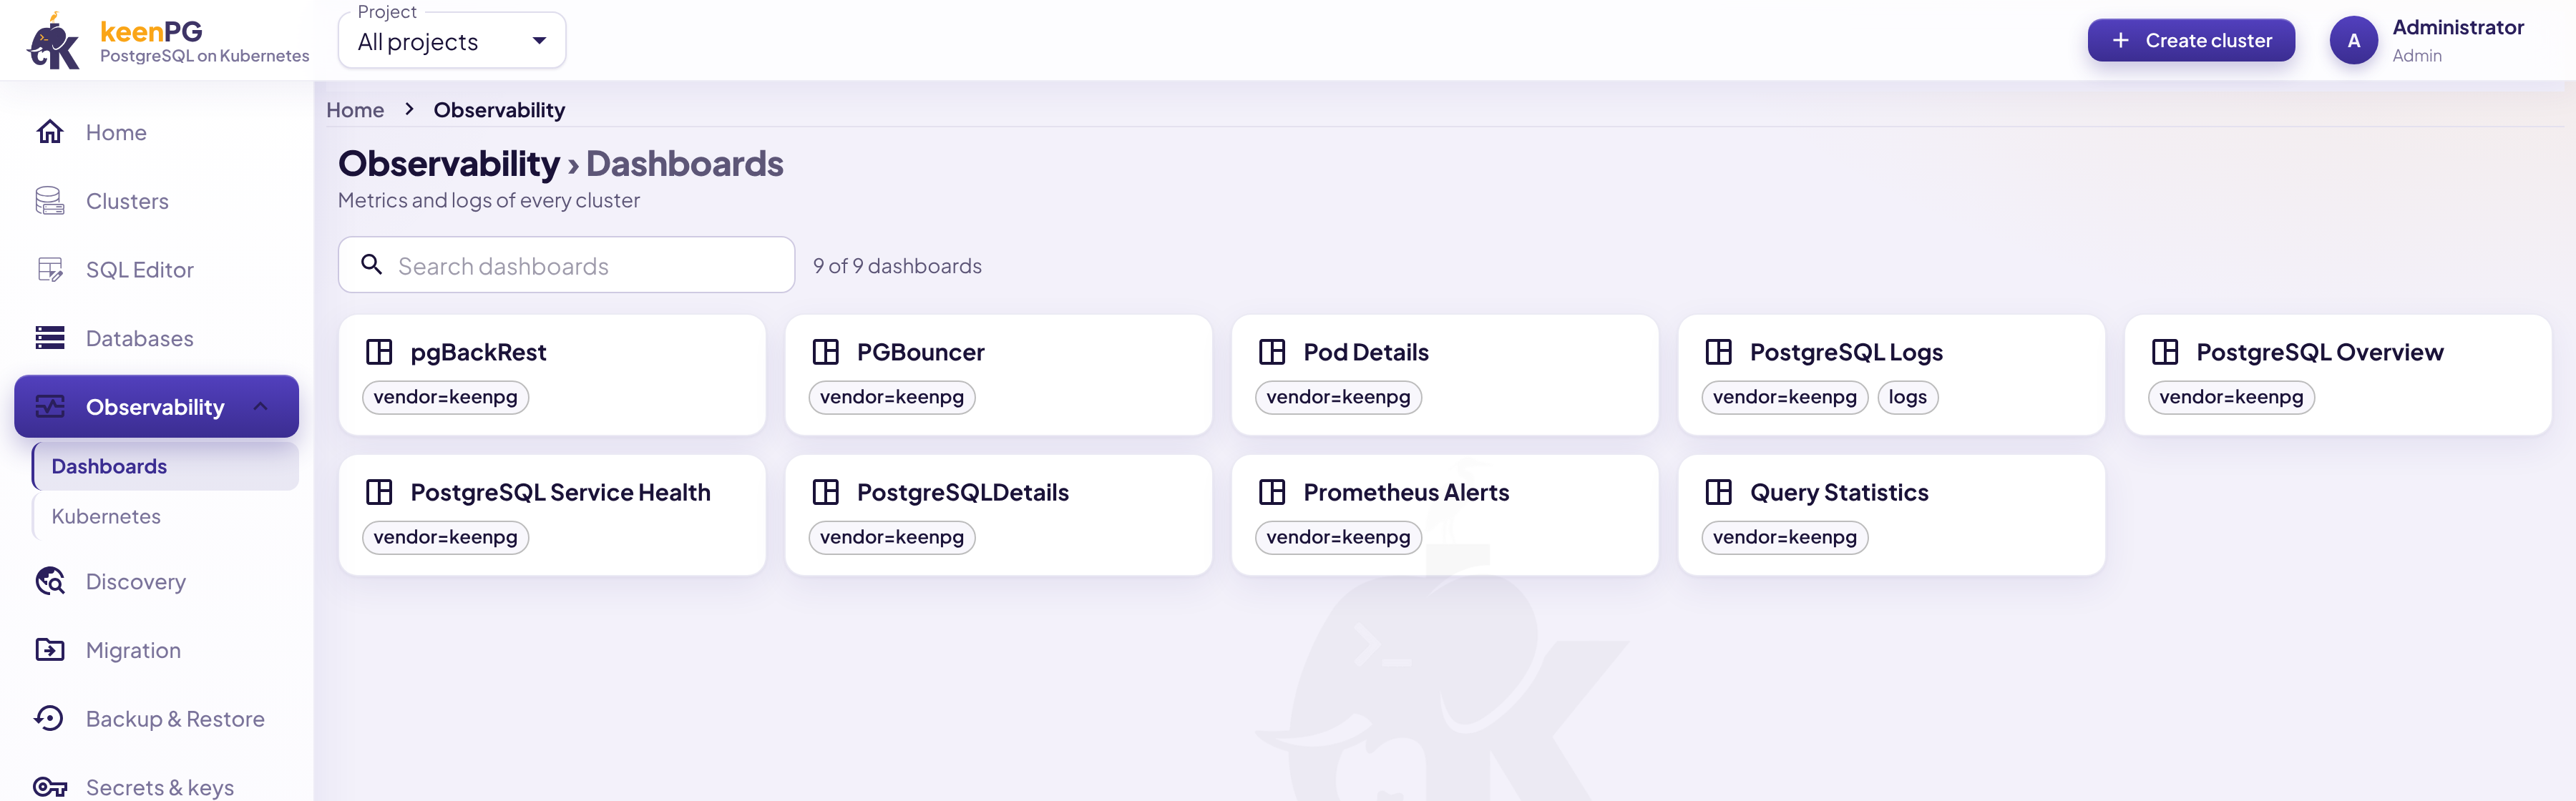 keenPG
PostgreSQL on Kubernetes
Project
All projects
Create cluster
A
Administrator
Admin
Home
Clusters
SQL Editor
Databases
Observability
Dashboards
Kubernetes
Discovery
Migration
Backup & Restore
Secrets & keys
Home > Observability
Observability › Dashboards
Metrics and logs of every cluster
Search dashboards
9 of 9 dashboards
pgBackRest
vendor=keenpg
PGBouncer
vendor=keenpg
Pod Details
vendor=keenpg
PostgreSQL Logs
vendor=keenpg logs
PostgreSQL Overview
vendor=keenpg
PostgreSQL Service Health
vendor=keenpg
PostgreSQLDetails
vendor=keenpg
Prometheus Alerts
vendor=keenpg
Query Statistics
vendor=keenpg